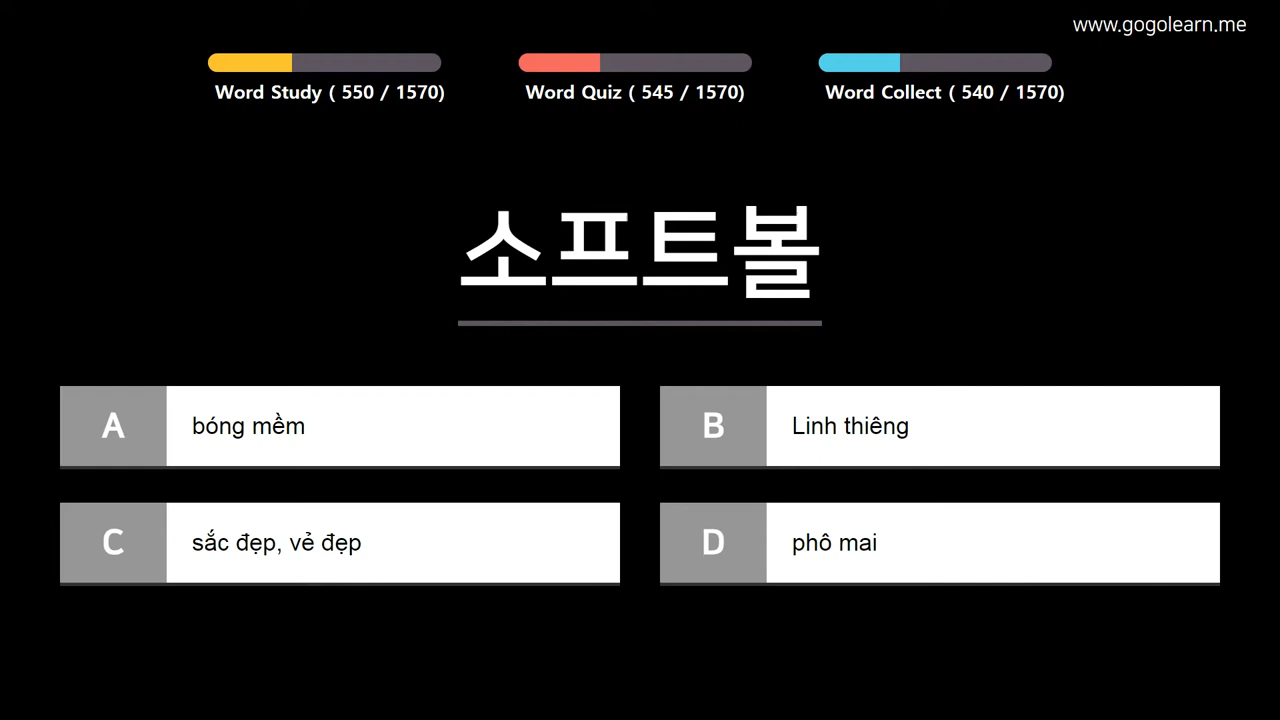 www.gogolearn.me
Word Study ( 550 / 1570)
Word Quiz ( 545 / 1570)
Word Collect ( 540 / 1570)
소프트볼
A bóng mềm
B Linh thiêng
C sắc đẹp, vẻ đẹp
D phô mai